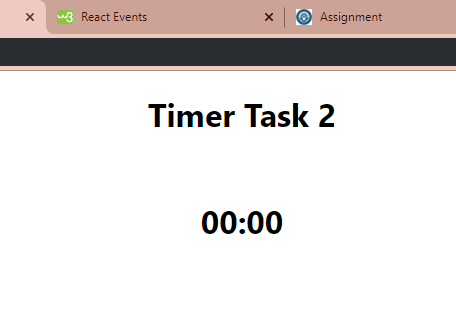 React Events
Assignment
Timer Task 2
00:00